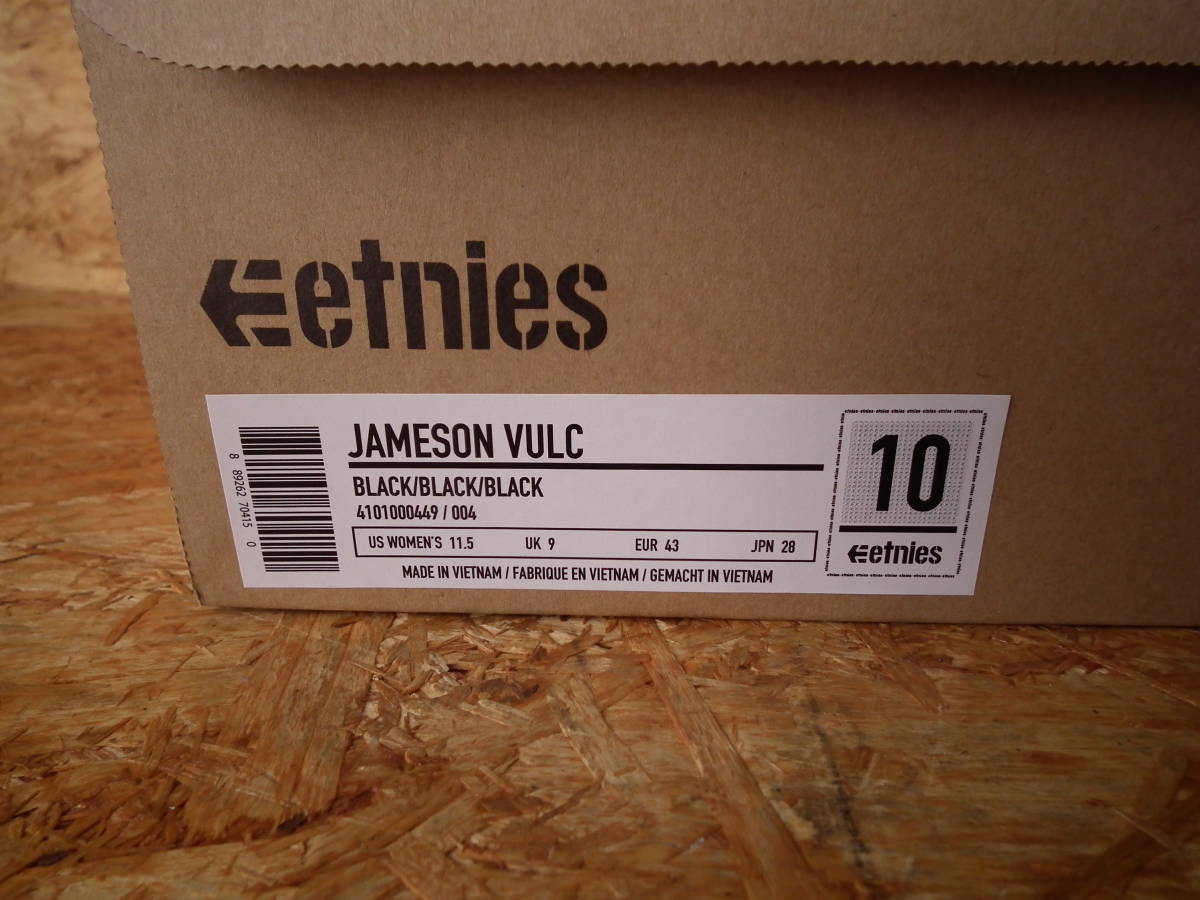 etnies
JAMESON VULC
BLACK/BLACK/BLACK
4101000449 / 004
US WOMEN'S 11.5 UK 9 EUR 43 JPN 28
MADE IN VIETNAM / FABRIQUE EN VIETNAM / GEMACHT IN VIETNAM
8 89262 70415 0
10
etnies